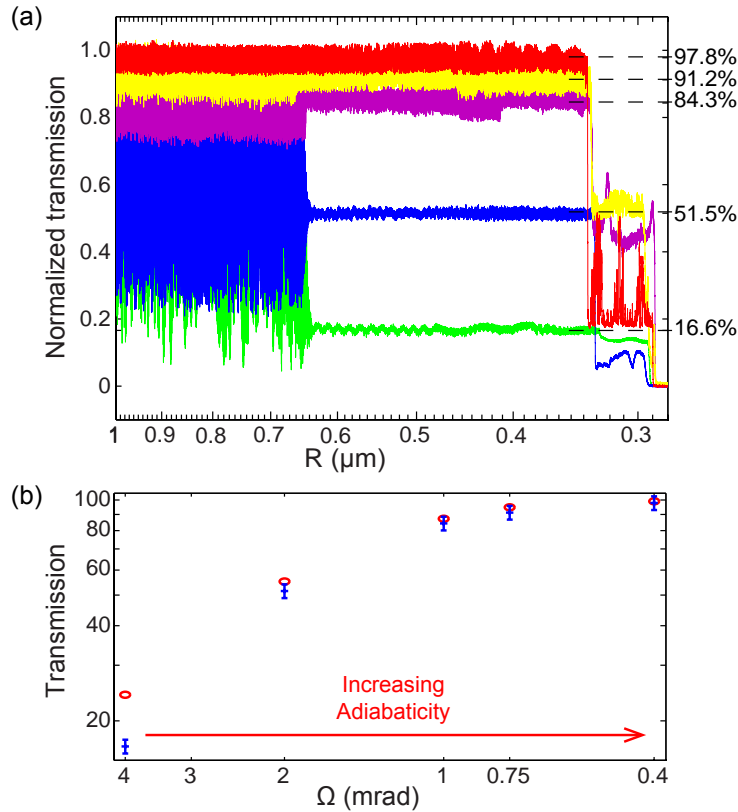 (a)
Normalized transmission
1.0
0.8
0.6
0.4
0.2
0
97.8%
91.2%
84.3%
51.5%
16.6%
1 0.9 0.8 0.7 0.6 0.5 0.4 0.3
R (µm)
(b)
Transmission
100
80
60
40
20
Increasing
Adiabaticity
4 3 2 1 0.75 0.4
Ω (mrad)